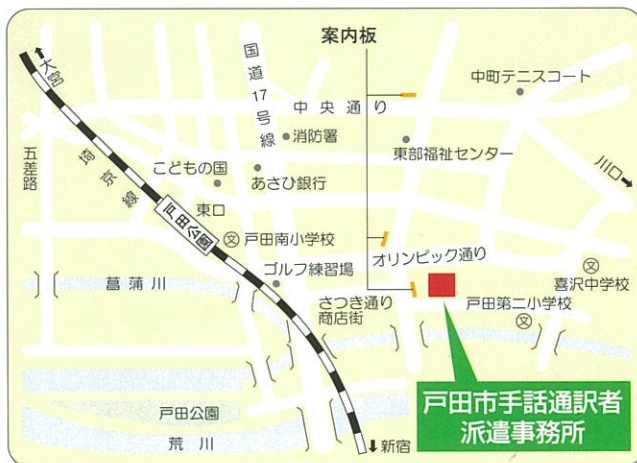 大宮
国道17号線
案内板
中町テニスコート
中央通り
消防署
東部福祉センター
川口
五差路
埼京線
こどもの国
あさひ銀行
東口
戸田公園
文
戸田南小学校
オリンピック通り
ゴルフ練習場
菖蒲川
さつき通り
商店街
文
喜沢中学校
戸田第二小学校
文
戸田市手話通訳者
派遣事務所
戸田公園
荒川
新宿